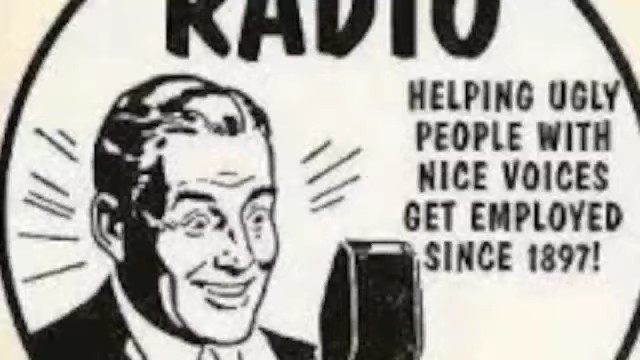 RADIO
HELPING UGLY
PEOPLE WITH
NICE VOICES
GET EMPLOYED
SINCE 1897!